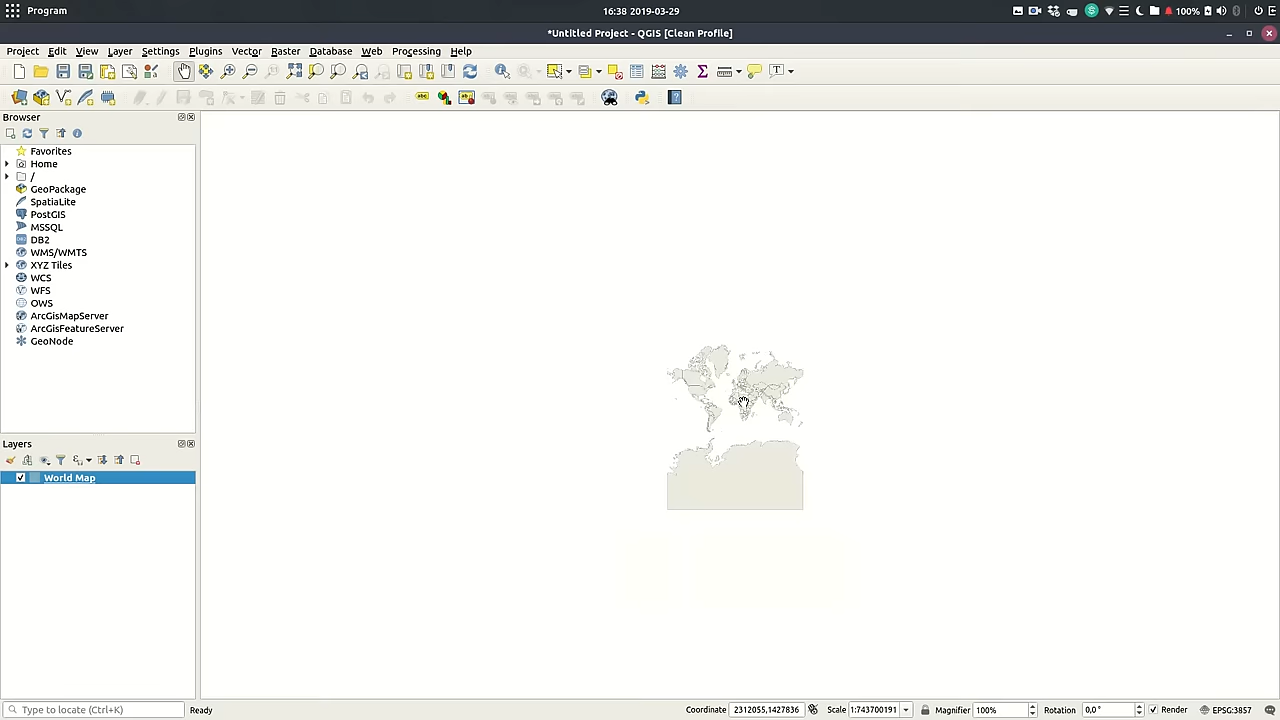 Program
16:38 2019-03-29
100%
*Untitled Project - QGIS [Clean Profile]
Project Edit View Layer Settings Plugins Vector Raster Database Web Processing Help
Browser
Favorites
Home
/
GeoPackage
SpatiaLite
PostGIS
MSSQL
DB2
WMS/WMTS
XYZ Tiles
WCS
WFS
OWS
ArcGisMapServer
ArcGisFeatureServer
GeoNode
Layers
World Map
Type to locate (Ctrl+K) Ready Coordinate 2312055,1427836 Scale 1:743700191 Magnifier 100% Rotation 0,0 ° Render EPSG:3857